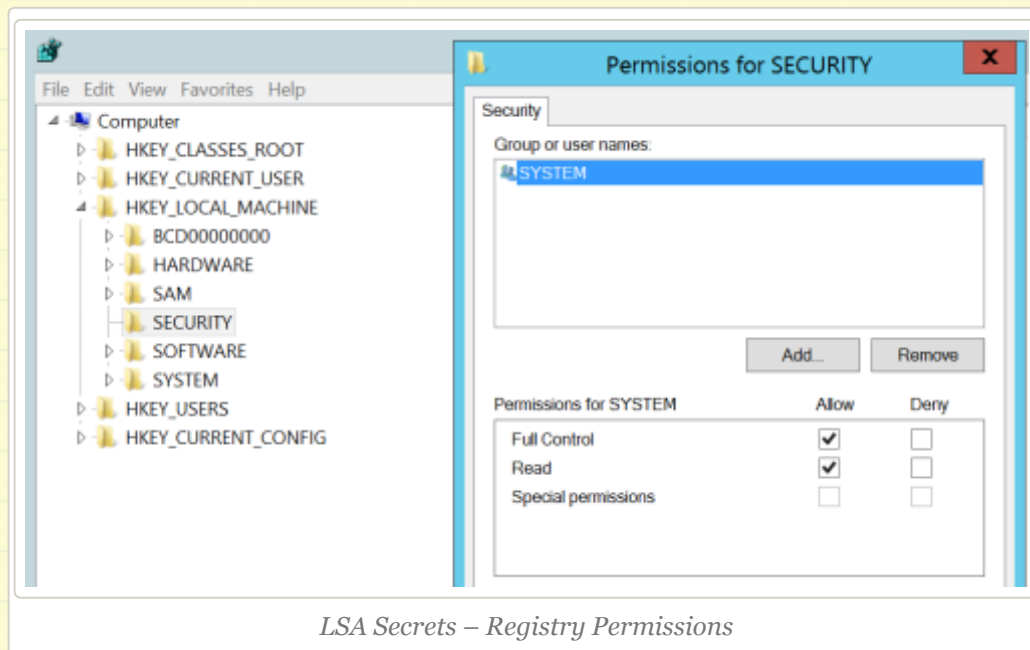 File Edit View Favorites Help
Computer
HKEY_CLASSES_ROOT
HKEY_CURRENT_USER
HKEY_LOCAL_MACHINE
BCD00000000
HARDWARE
SAM
SECURITY
SOFTWARE
SYSTEM
HKEY_USERS
HKEY_CURRENT_CONFIG
Permissions for SECURITY
X
Security
Group or user names:
SYSTEM
Add...
Remove
Permissions for SYSTEM Allow Deny
Full Control
Read
Special permissions
LSA Secrets – Registry Permissions